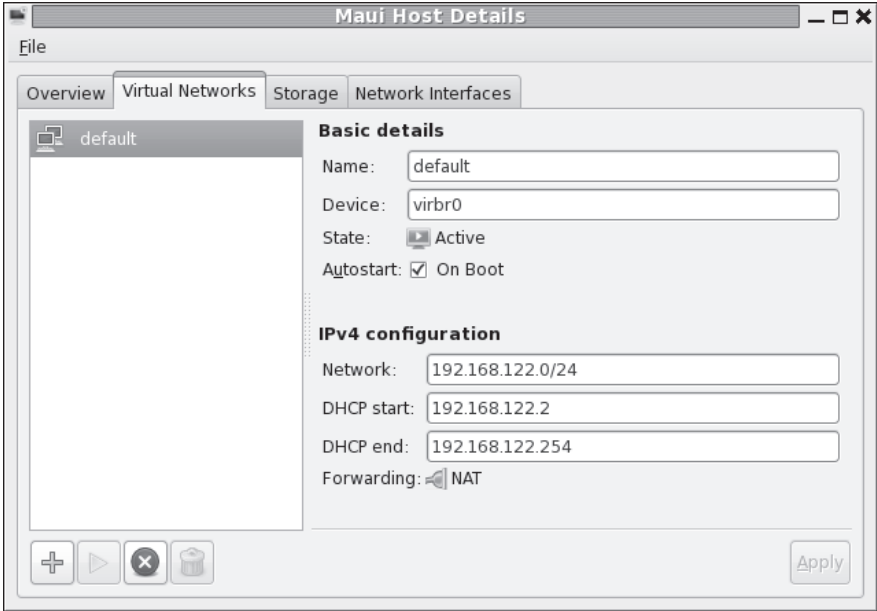 Maui Host Details
File
Overview Virtual Networks Storage Network Interfaces
default
Basic details
Name: default
Device: virbr0
State: Active
Autostart: On Boot
IPv4 configuration
Network: 192.168.122.0/24
DHCP start: 192.168.122.2
DHCP end: 192.168.122.254
Forwarding: NAT
Apply